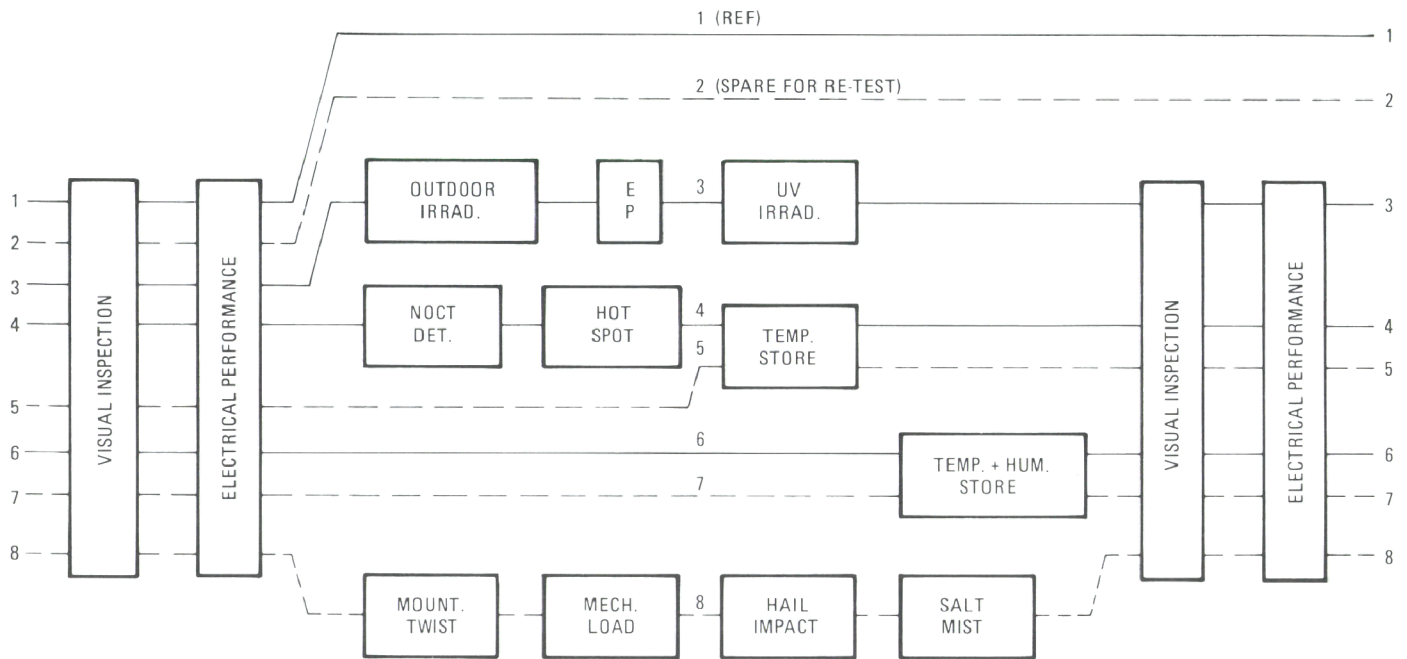 1 (REF)
1
2 (SPARE FOR RE-TEST)
2
1
2
3
4
5
6
7
8
VISUAL INSPECTION
ELECTRICAL PERFORMANCE
OUTDOOR
IRRAD.
E
P
3
UV
IRRAD.
NOCT
DET.
HOT
SPOT
4
5
TEMP.
STORE
6
7
TEMP. + HUM.
STORE
MOUNT.
TWIST
MECH.
LOAD
8
HAIL
IMPACT
SALT
MIST
VISUAL INSPECTION
ELECTRICAL PERFORMANCE
3
4
5
6
7
8